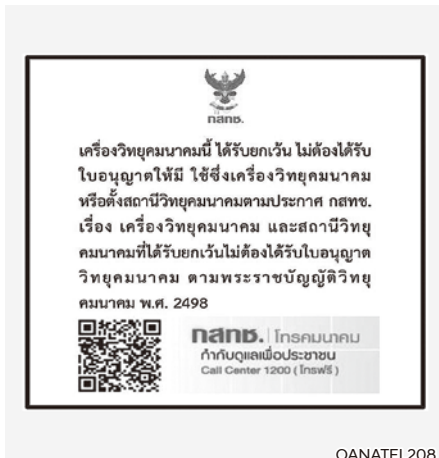 กสทช.
เครื่องวิทยุคมนาคมนี้ ได้รับยกเว้น ไม่ต้องได้รับ
ใบอนุญาตให้มี ใช้ซึ่งเครื่องวิทยุคมนาคม
หรือตั้งสถานีวิทยุคมนาคมตามประกาศ กสทช.
เรื่อง เครื่องวิทยุคมนาคม และสถานีวิทยุ
คมนาคมที่ได้รับยกเว้นไม่ต้องได้รับใบอนุญาต
วิทยุคมนาคม ตามพระราชบัญญัติวิทยุ
คมนาคม พ.ศ. 2498
กสทช. โทรคมนาคม
กำกับดูแลเพื่อประชาชน
Call Center 1200 (โทรฟรี)
QANATEL208